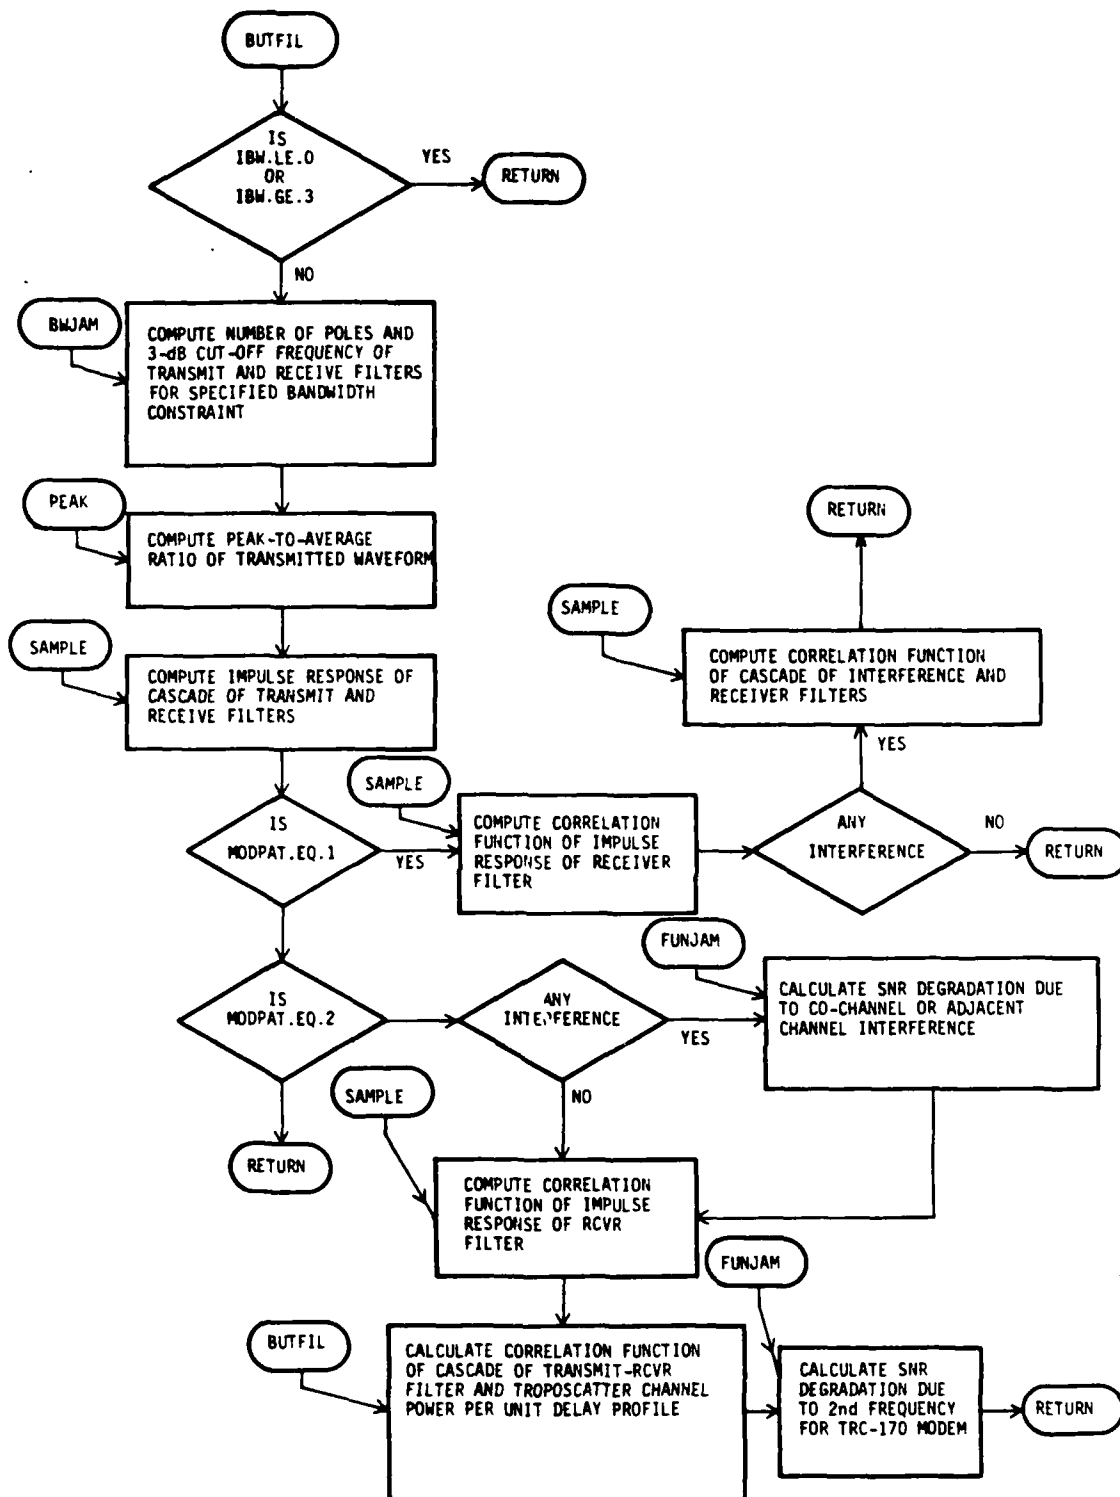 BUTFIL
IS
IBW.LE.0
OR
IBW.GE.3
YES
RETURN
NO
BWJAM
COMPUTE NUMBER OF POLES AND
3-dB CUT-OFF FREQUENCY OF
TRANSMIT AND RECEIVE FILTERS
FOR SPECIFIED BANDWIDTH
CONSTRAINT
PEAK
COMPUTE PEAK-TO-AVERAGE
RATIO OF TRANSMITTED WAVEFORM
RETURN
SAMPLE
COMPUTE CORRELATION FUNCTION
OF CASCADE OF INTERFERENCE AND
RECEIVER FILTERS
SAMPLE
COMPUTE IMPULSE RESPONSE OF
CASCADE OF TRANSMIT AND
RECEIVE FILTERS
YES
SAMPLE
IS
MODPAT.EQ.1
YES
COMPUTE CORRELATION
FUNCTION OF IMPULSE
RESPONSE OF RECEIVER
FILTER
ANY
INTERFERENCE
NO
RETURN
FUNJAM
IS
MODPAT.EQ.2
ANY
INTERFERENCE
YES
CALCULATE SNR DEGRADATION DUE
TO CO-CHANNEL OR ADJACENT
CHANNEL INTERFERENCE
NO
SAMPLE
RETURN
COMPUTE CORRELATION
FUNCTION OF IMPULSE
RESPONSE OF RCVR
FILTER
FUNJAM
BUTFIL
CALCULATE CORRELATION FUNCTION
OF CASCADE OF TRANSMIT-RCVR
FILTER AND TROPOSCATTER CHANNEL
POWER PER UNIT DELAY PROFILE
CALCULATE SNR
DEGRADATION DUE
TO 2nd FREQUENCY
FOR TRC-170 MODEM
RETURN